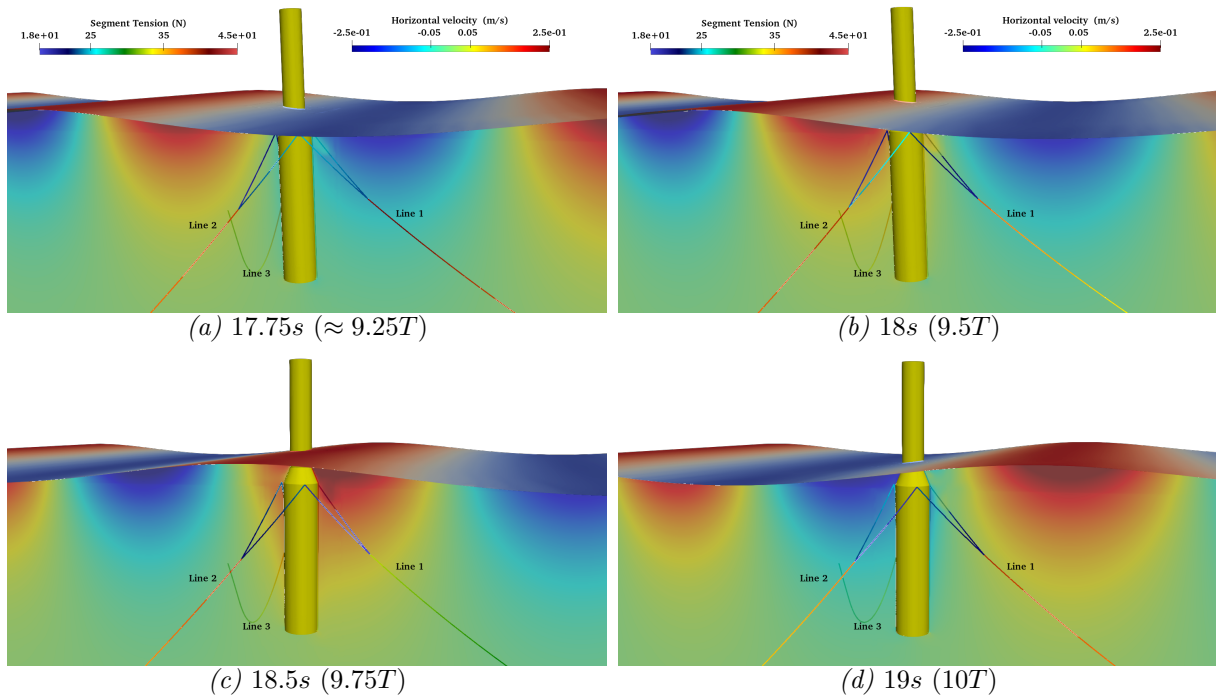 Segment Tension (N)
1.8e+01 25 35 4.5e+01
Horizontal velocity (m/s)
-2.5e-01 -0.05 0.05 2.5e-01
Line 1
Line 2
Line 3
(a) 17.75s (≈ 9.25T)
Segment Tension (N)
1.8e+01 25 35 4.5e+01
Horizontal velocity (m/s)
-2.5e-01 -0.05 0.05 2.5e-01
Line 1
Line 2
Line 3
(b) 18s (9.5T)
Line 1
Line 2
Line 3
(c) 18.5s (9.75T)
Line 1
Line 2
Line 3
(d) 19s (10T)